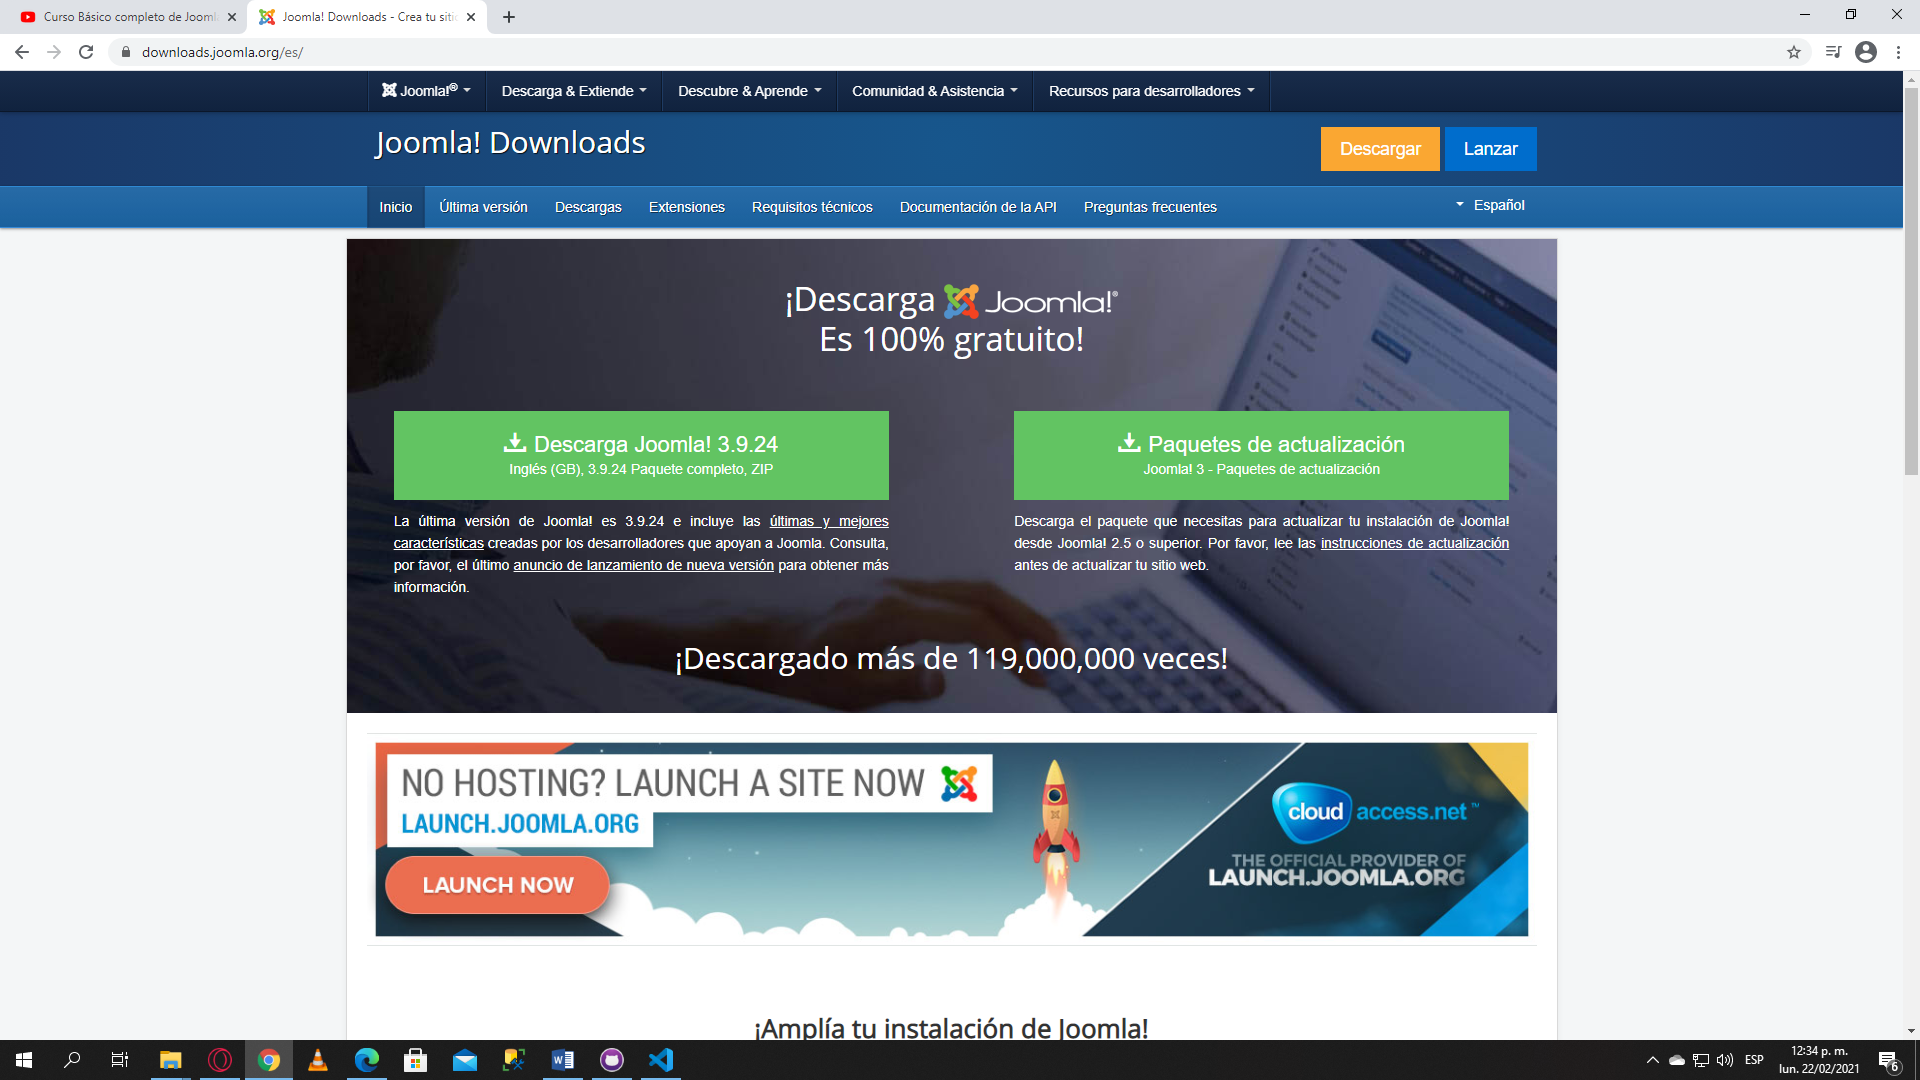 Curso Básico completo de Jooml
Joomla! Downloads - Crea tu siti
downloads.joomla.org/es/
Joomla!®
Descarga & Extiende
Descubre & Aprende
Comunidad & Asistencia
Recursos para desarrolladores
Joomla! Downloads
Descargar
Lanzar
Inicio
Última versión
Descargas
Extensiones
Requisitos técnicos
Documentación de la API
Preguntas frecuentes
Español
¡Descarga Joomla!®
Es 100% gratuito!
Descarga Joomla! 3.9.24
Inglés (GB), 3.9.24 Paquete completo, ZIP
La última versión de Joomla! es 3.9.24 e incluye las últimas y mejores
características creadas por los desarrolladores que apoyan a Joomla. Consulta,
por favor, el último anuncio de lanzamiento de nueva versión para obtener más
información.
Paquetes de actualización
Joomla! 3 - Paquetes de actualización
Descarga el paquete que necesitas para actualizar tu instalación de Joomla!
desde Joomla! 2.5 o superior. Por favor, lee las instrucciones de actualización
antes de actualizar tu sitio web.
¡Descargado más de 119,000,000 veces!
NO HOSTING? LAUNCH A SITE NOW
LAUNCH.JOOMLA.ORG
LAUNCH NOW
cloudaccess.net™
THE OFFICIAL PROVIDER OF
LAUNCH.JOOMLA.ORG
¡Amplía tu instalación de Joomla!
ESP
12:34 p. m.
lun. 22/02/2021
6